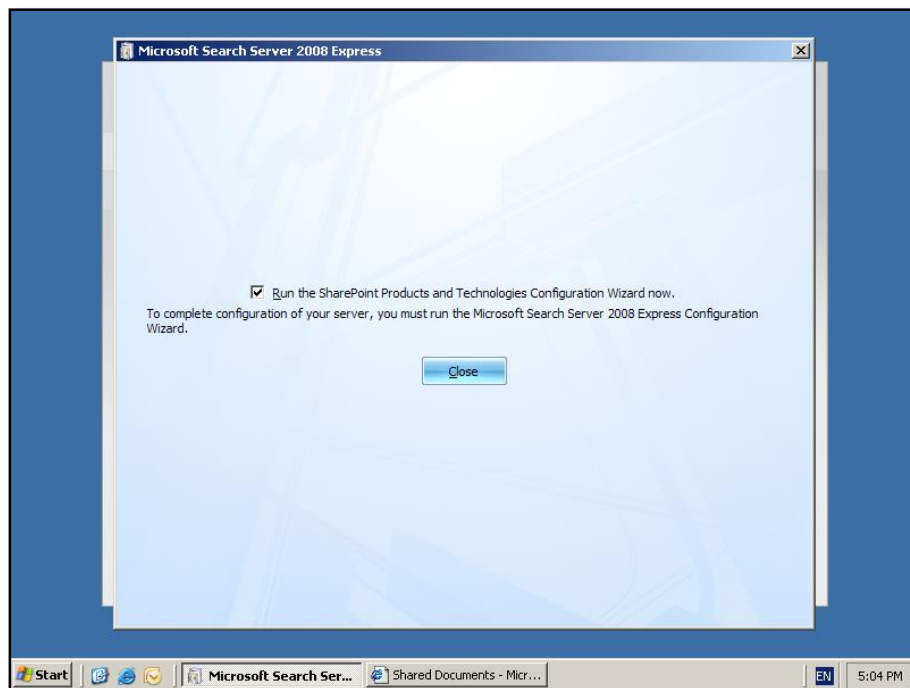 Microsoft Search Server 2008 Express
Run the SharePoint Products and Technologies Configuration Wizard now.
To complete configuration of your server, you must run the Microsoft Search Server 2008 Express Configuration
Wizard.
Close
Start
Microsoft Search Ser...
Shared Documents - Micr...
EN
5:04 PM